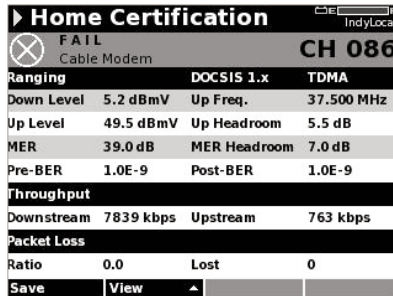 Home Certification
IndyLoca
FAIL
Cable Modem
CH 086
Ranging DOCSIS 1.x TDMA
Down Level 5.2 dBmV Up Freq. 37.500 MHz
Up Level 49.5 dBmV Up Headroom 5.5 dB
MER 39.0 dB MER Headroom 7.0 dB
Pre-BER 1.0E-9 Post-BER 1.0E-9
Throughput
Downstream 7839 kbps Upstream 763 kbps
Packet Loss
Ratio 0.0 Lost 0
Save View